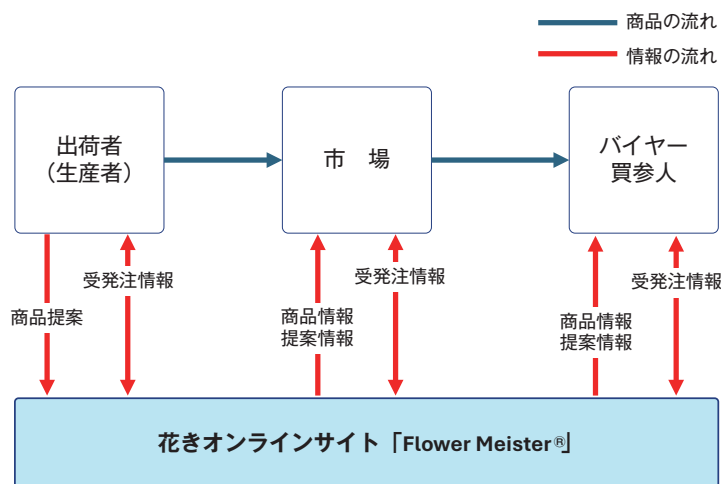 商品の流れ
情報の流れ
出荷者
（生産者）
市　場
バイヤー
買参人
商品提案
受発注情報
商品情報
提案情報
受発注情報
商品情報
提案情報
受発注情報
花きオンラインサイト「Flower Meister®」